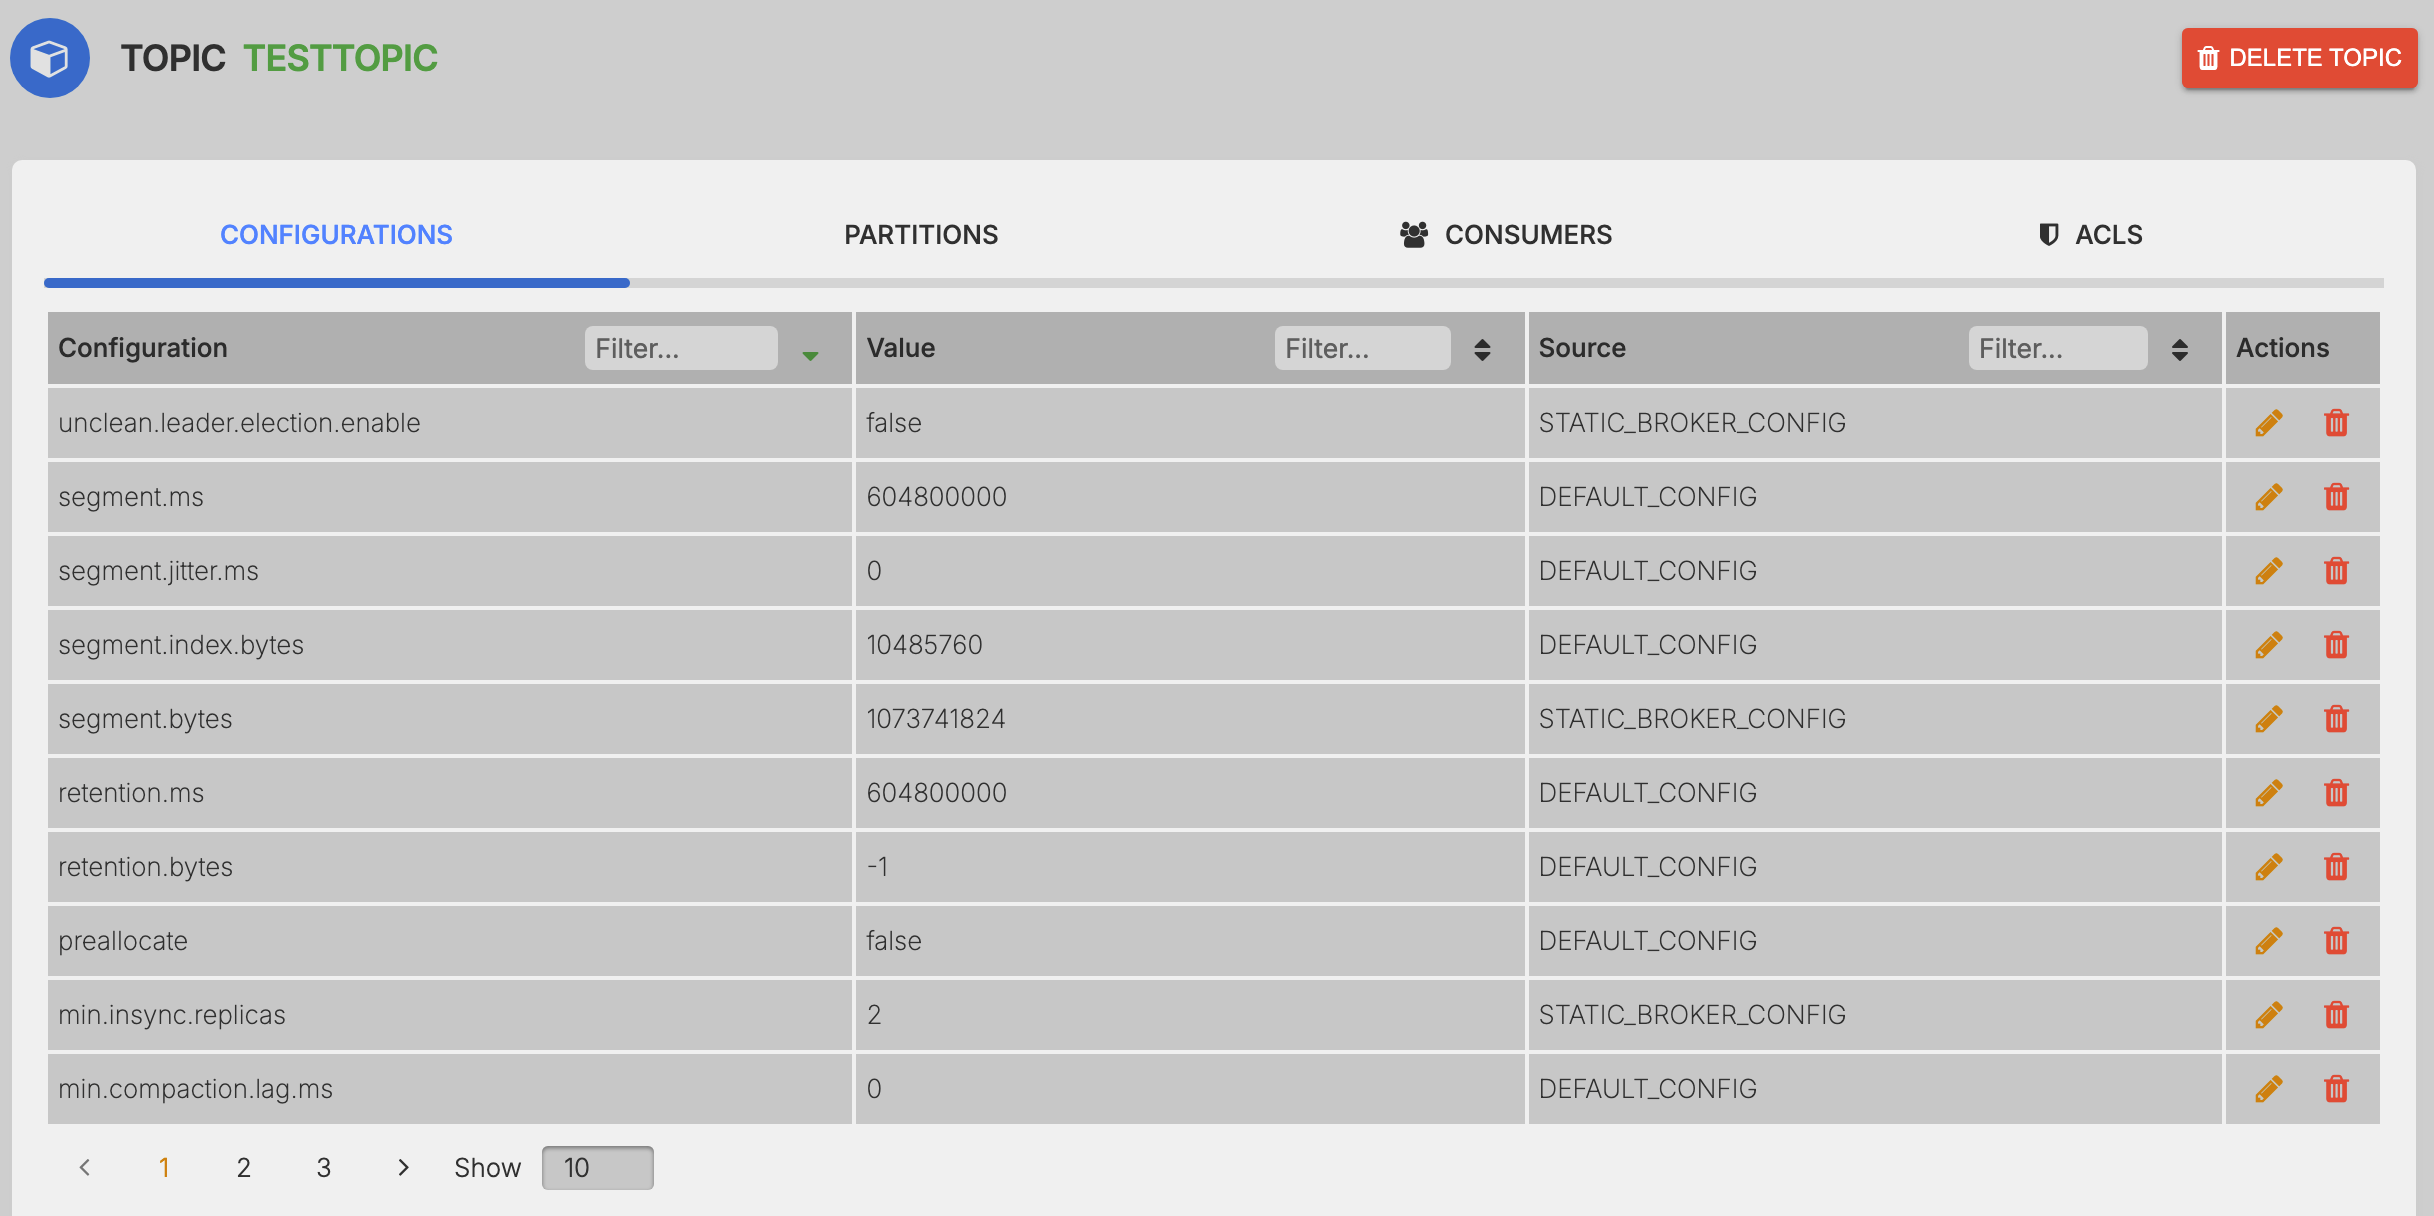 TOPIC TESTTOPIC
DELETE TOPIC
CONFIGURATIONS PARTITIONS CONSUMERS ACLS
Configuration Filter... Value Filter... Source Filter... Actions
unclean.leader.election.enable false STATIC_BROKER_CONFIG
segment.ms 604800000 DEFAULT_CONFIG
segment.jitter.ms 0 DEFAULT_CONFIG
segment.index.bytes 10485760 DEFAULT_CONFIG
segment.bytes 1073741824 STATIC_BROKER_CONFIG
retention.ms 604800000 DEFAULT_CONFIG
retention.bytes -1 DEFAULT_CONFIG
preallocate false DEFAULT_CONFIG
min.insync.replicas 2 STATIC_BROKER_CONFIG
min.compaction.lag.ms 0 DEFAULT_CONFIG
1 2 3 Show 10